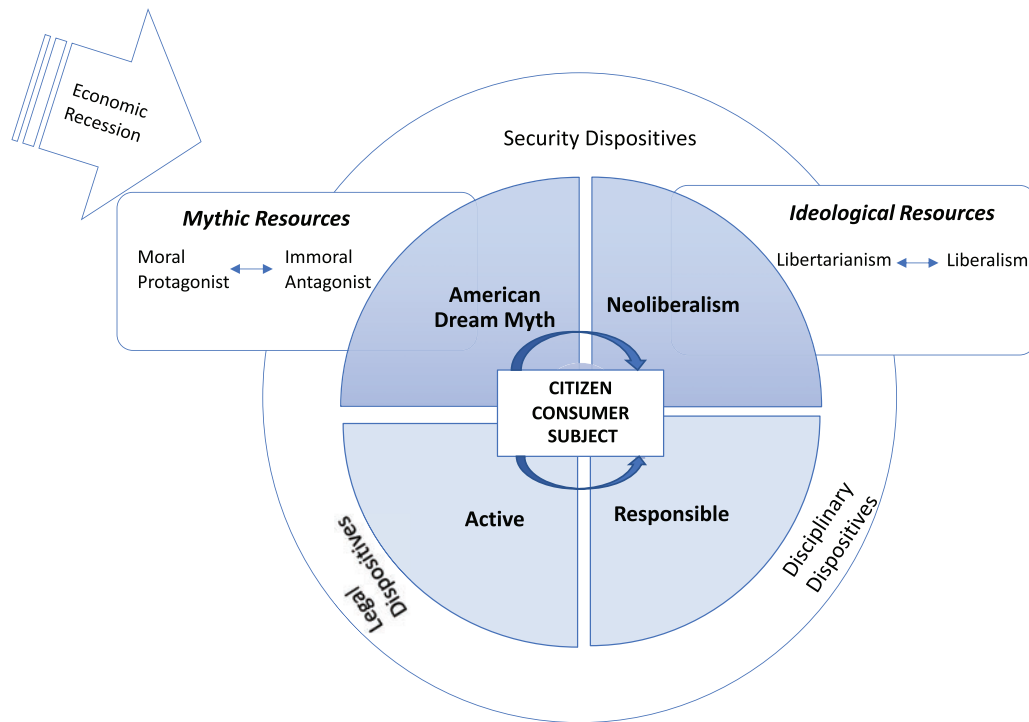 Economic
Recession
Security Dispositives
Mythic Resources
Moral
Protagonist
Immoral
Antagonist
Ideological Resources
Libertarianism
Liberalism
American
Dream Myth
Neoliberalism
CITIZEN
CONSUMER
SUBJECT
Active
Responsible
Legal
Dispositives
Disciplinary
Dispositives